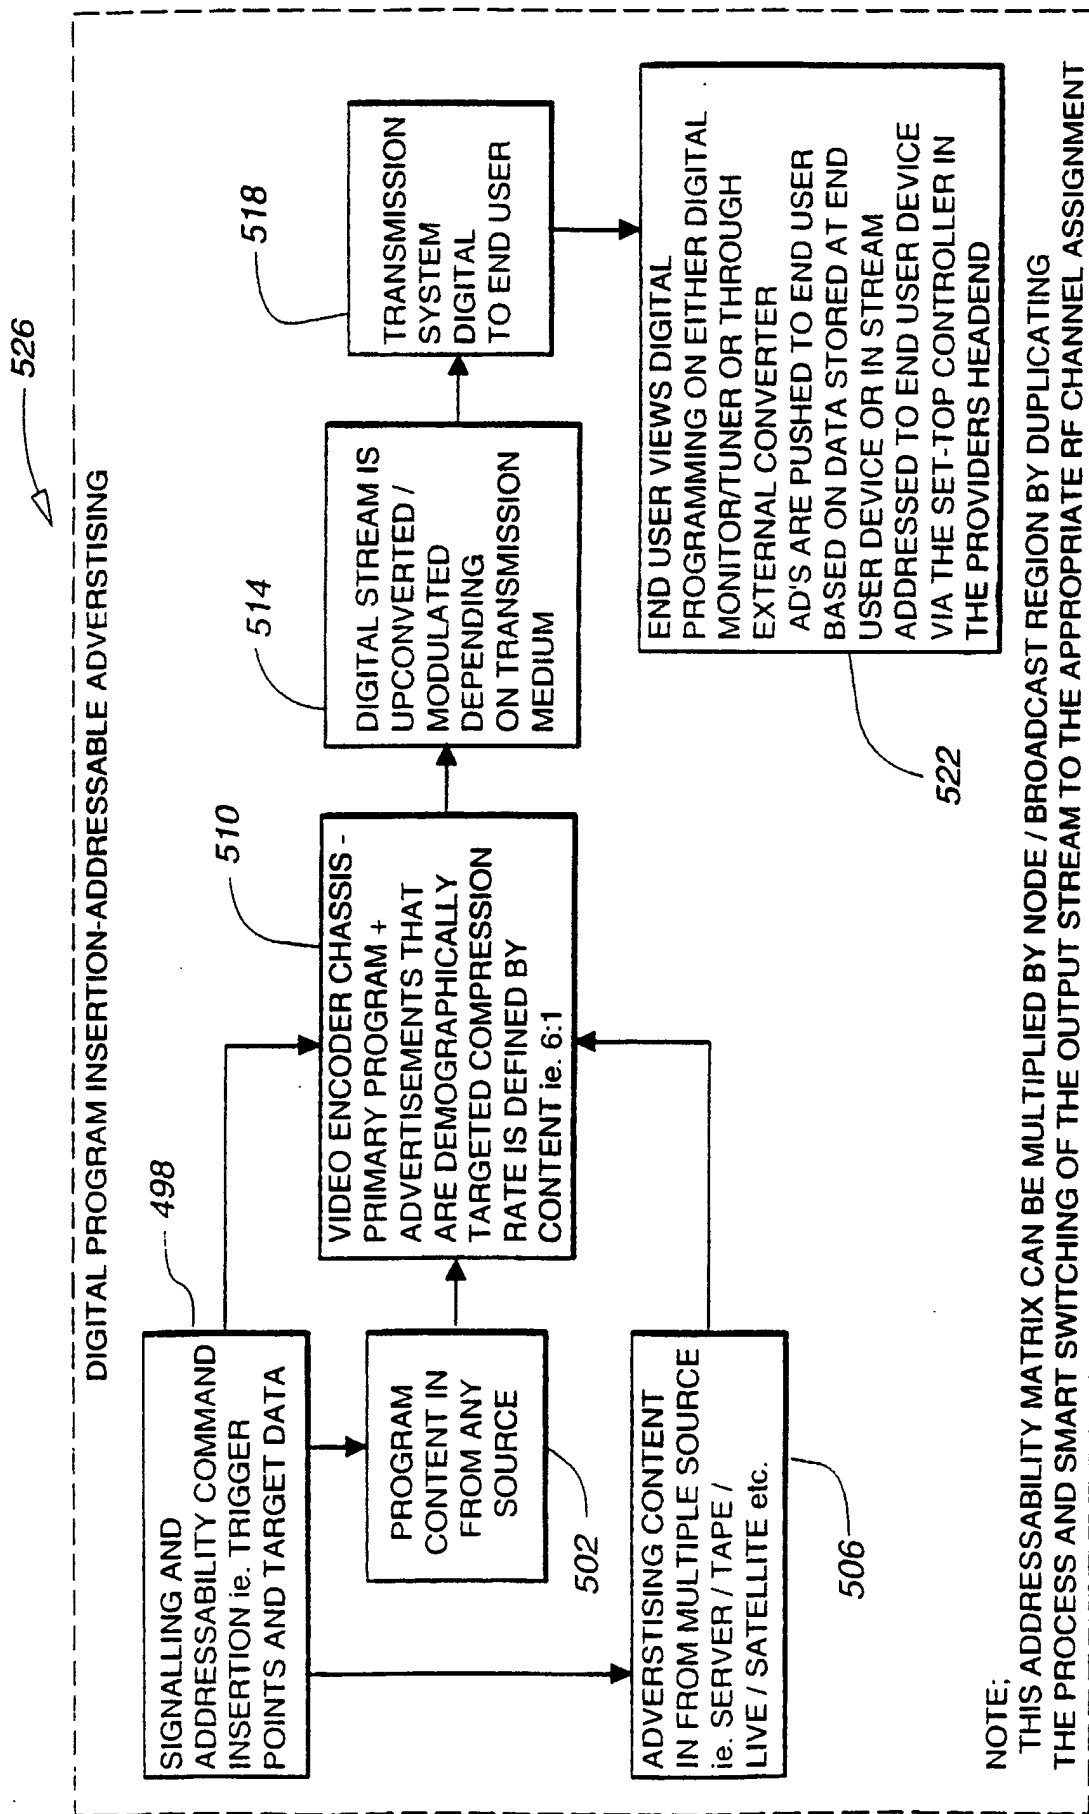 526
DIGITAL PROGRAM INSERTION-ADDRESSABLE ADVERSTISING
498
SIGNALLING AND
ADDRESSABILITY COMMAND
INSERTION ie. TRIGGER
POINTS AND TARGET DATA
PROGRAM
CONTENT IN
FROM ANY
SOURCE
502
ADVERSTISING CONTENT
IN FROM MULTIPLE SOURCE
ie. SERVER / TAPE /
LIVE / SATELLITE etc.
506
510
VIDEO ENCODER CHASSIS -
PRIMARY PROGRAM +
ADVERTISEMENTS THAT
ARE DEMOGRAPHICALLY
TARGETED COMPRESSION
RATE IS DEFINED BY
CONTENT ie. 6:1
514
DIGITAL STREAM IS
UPCONVERTED /
MODULATED
DEPENDING
ON TRANSMISSION
MEDIUM
518
TRANSMISSION
SYSTEM
DIGITAL
TO END USER
END USER VIEWS DIGITAL
PROGRAMMING ON EITHER DIGITAL
MONITOR/TUNER OR THROUGH
EXTERNAL CONVERTER
AD'S ARE PUSHED TO END USER
BASED ON DATA STORED AT END
USER DEVICE OR IN STREAM
ADDRESSED TO END USER DEVICE
VIA THE SET-TOP CONTROLLER IN
THE PROVIDERS HEADEND
522
NOTE;
THIS ADDRESSABILITY MATRIX CAN BE MULTIPLIED BY NODE / BROADCAST REGION BY DUPLICATING
THE PROCESS AND SMART SWITCHING OF THE OUTPUT STREAM TO THE APPROPRIATE RF CHANNEL ASSIGNMENT